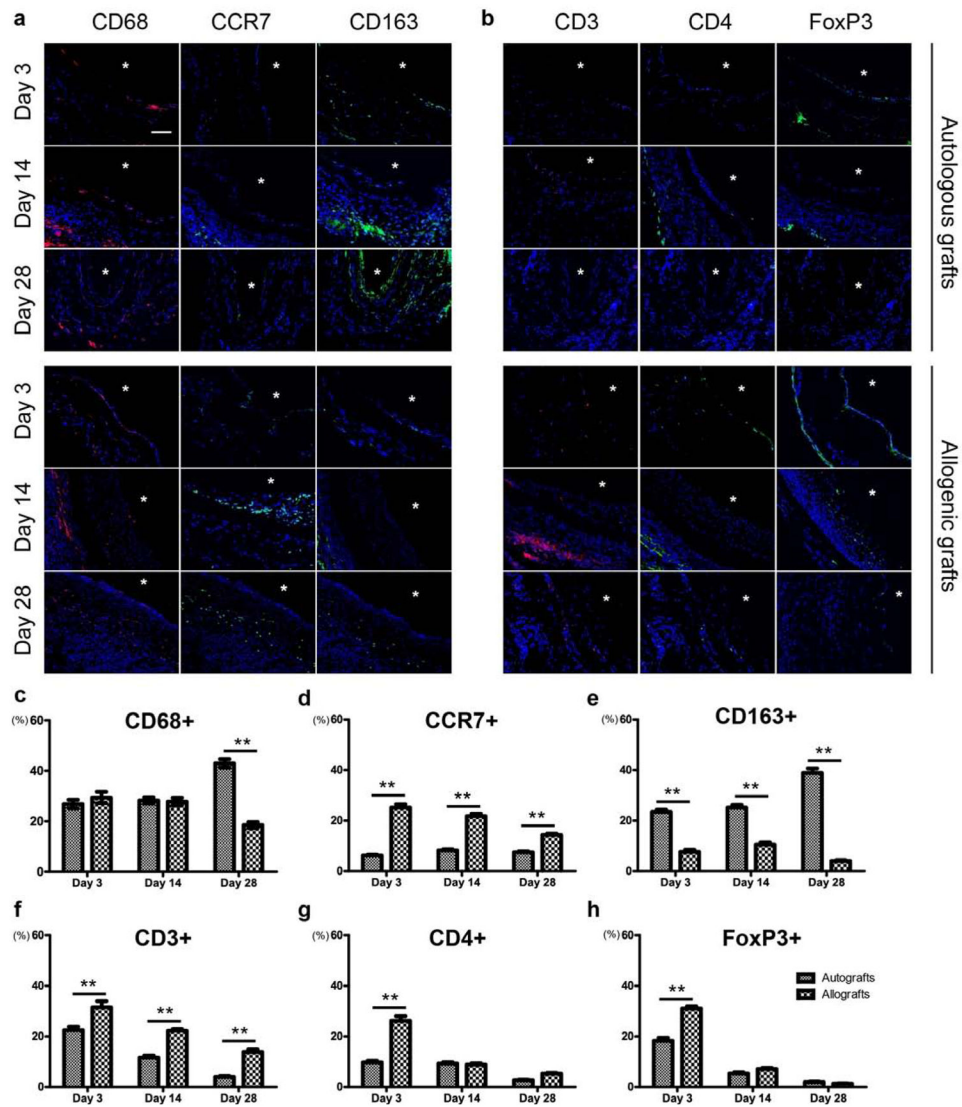 a CD68 CCR7 CD163 b CD3 CD4 FoxP3
Day 3
Day 14
Day 28
Autologous grafts
Day 3
Day 14
Day 28
Allogenic grafts
c
CD68+
(%) 60
40
20
0
**
Day 3 Day 14 Day 28
d
CCR7+
(%) 60
40
20
0
** ** **
Day 3 Day 14 Day 28
e
CD163+
(%) 60
40
20
0
** ** **
Day 3 Day 14 Day 28
f
CD3+
(%) 60
40
20
0
** ** **
Day 3 Day 14 Day 28
g
CD4+
(%) 60
40
20
0
**
Day 3 Day 14 Day 28
h
FoxP3+
(%) 60
40
20
0
**
Autografts
Allografts
Day 3 Day 14 Day 28